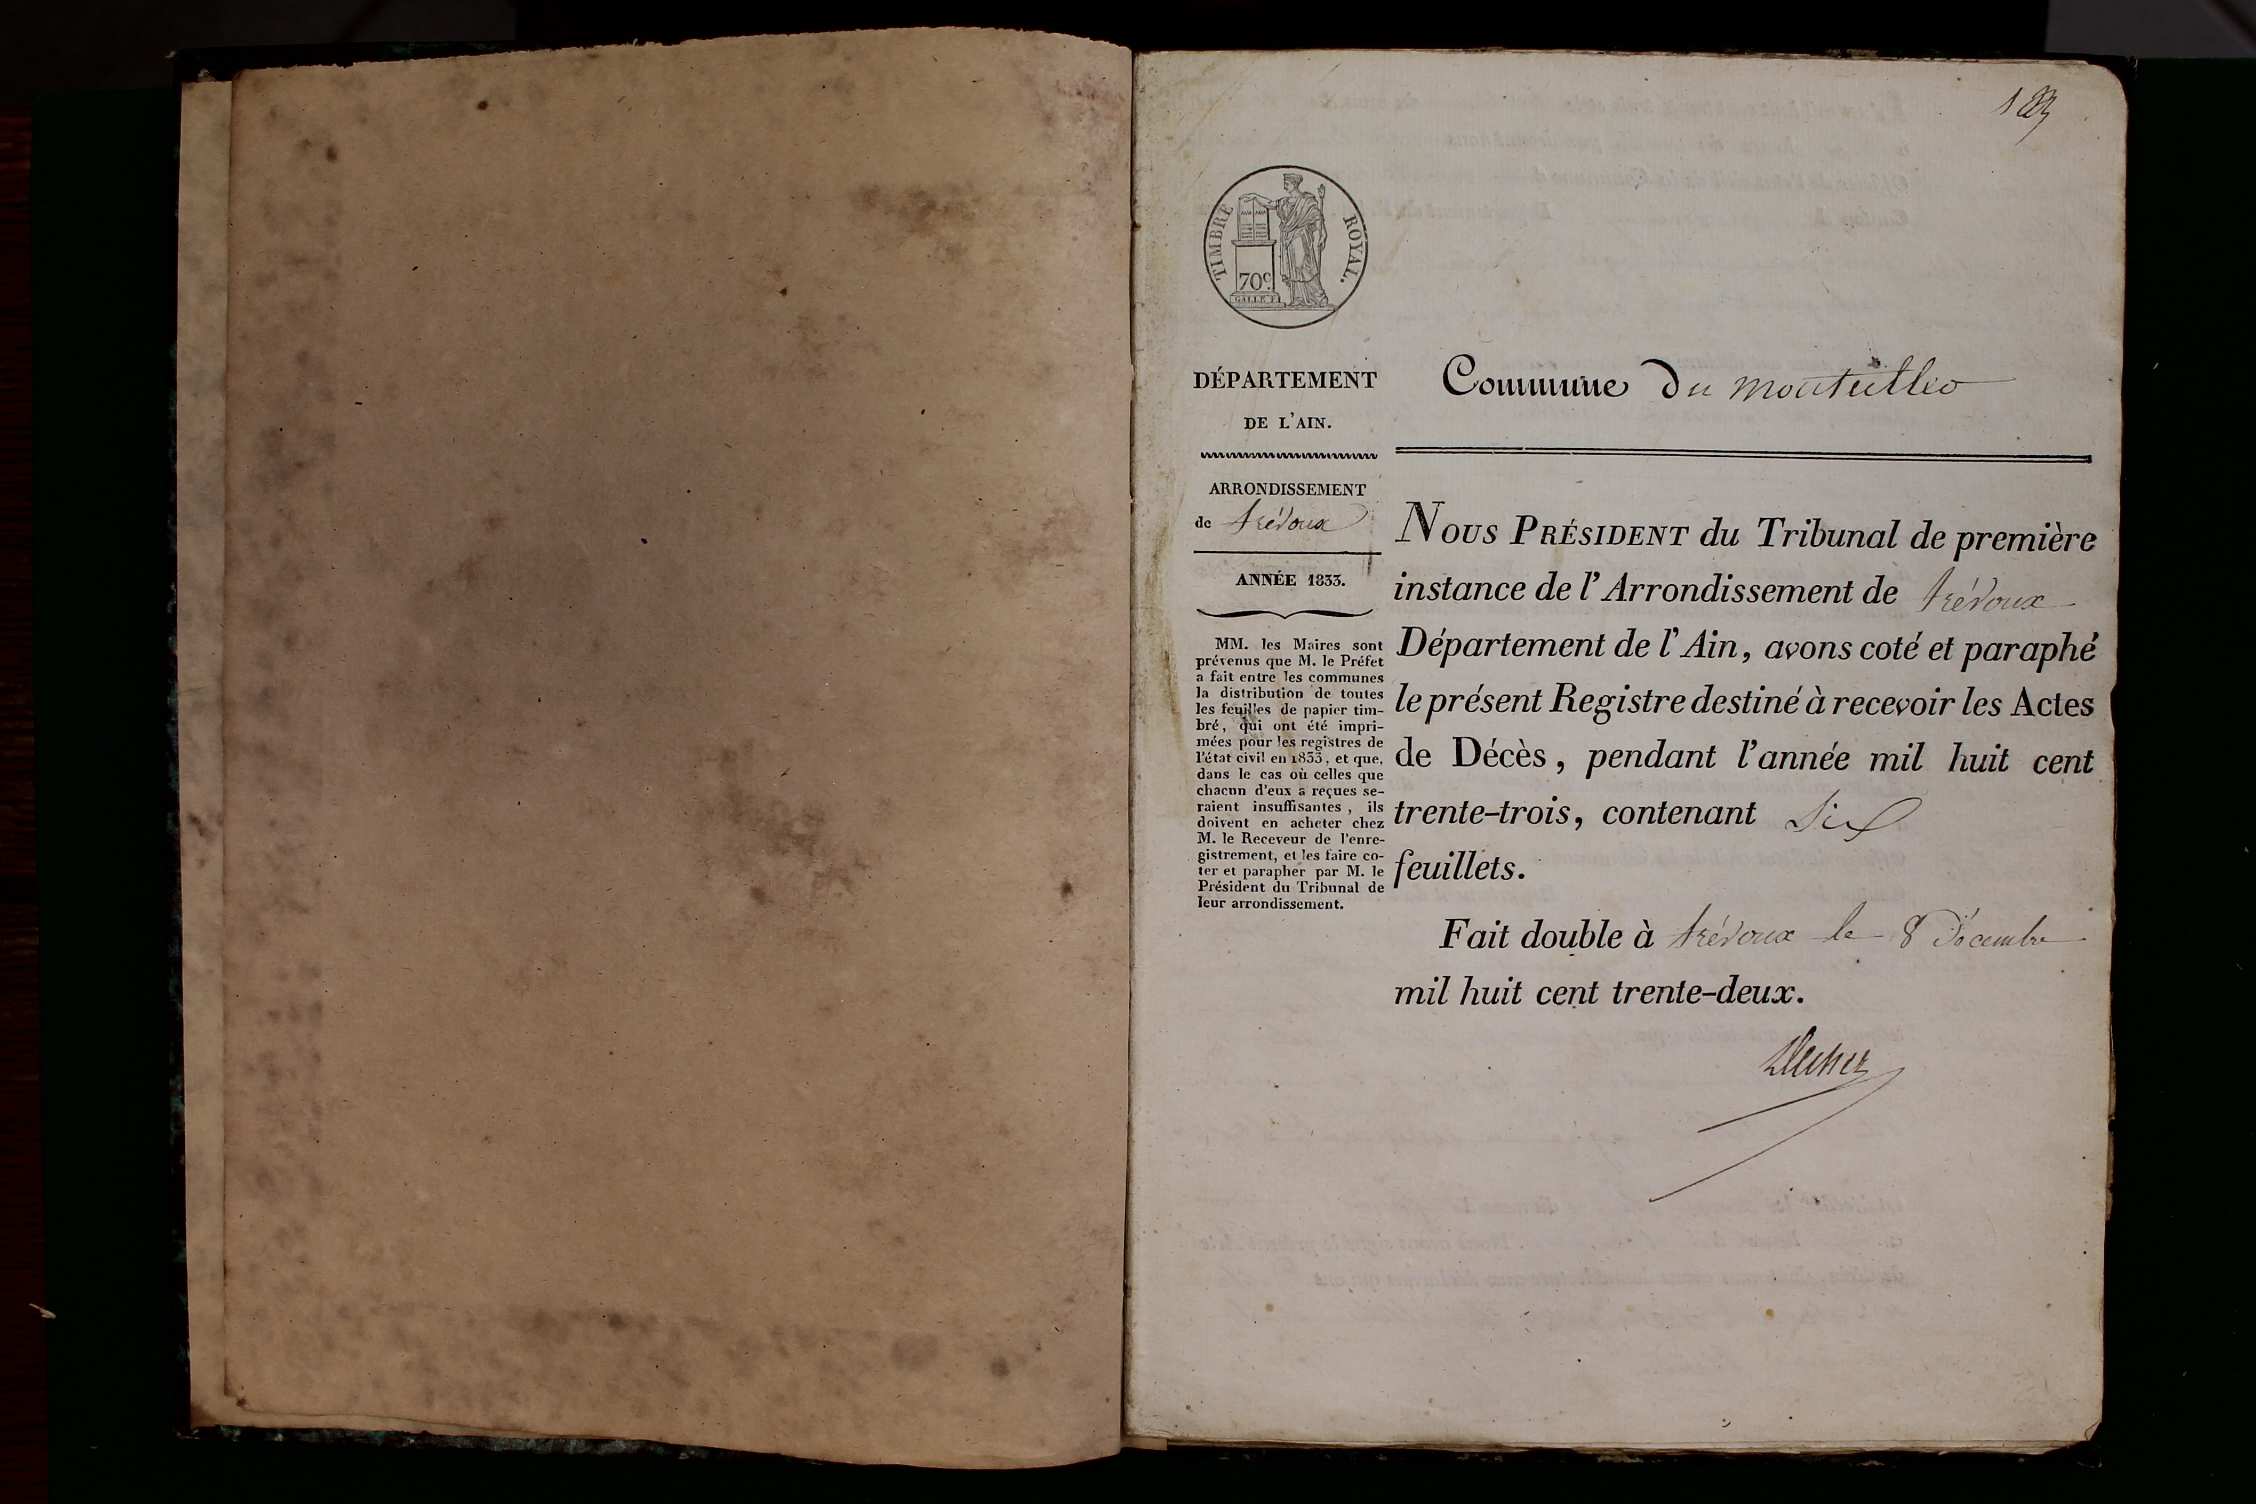 TIMBRE ROYAL.
70c.
GALLE F.
DÉPARTEMENT
DE L'AIN.
ARRONDISSEMENT
de trévoux
ANNÉE 1833.
MM. les Maires sont
prévenus que M. le Préfet
a fait entre les communes
la distribution de toutes
les feuilles de papier tim-
bré, qui ont été impri-
mées pour les registres de
l'état civil en 1833, et que,
dans le cas où celles que
chacun d'eux a reçues se-
raient insuffisantes, ils
doivent en acheter chez
M. le Receveur de l'enre-
gistrement, et les faire co-
ter et parapher par M. le
Président du Tribunal de
leur arrondissement.
Commune du
NOUS PRÉSIDENT du Tribunal de première
instance de l'Arrondissement de trévoux
Département de l'Ain, avons coté et paraphé
le présent Registre destiné à recevoir les Actes
de Décès, pendant l'année mil huit cent
trente-trois, contenant Six
feuillets.
Fait double à trévoux le 8 Décembre
mil huit cent trente-deux.